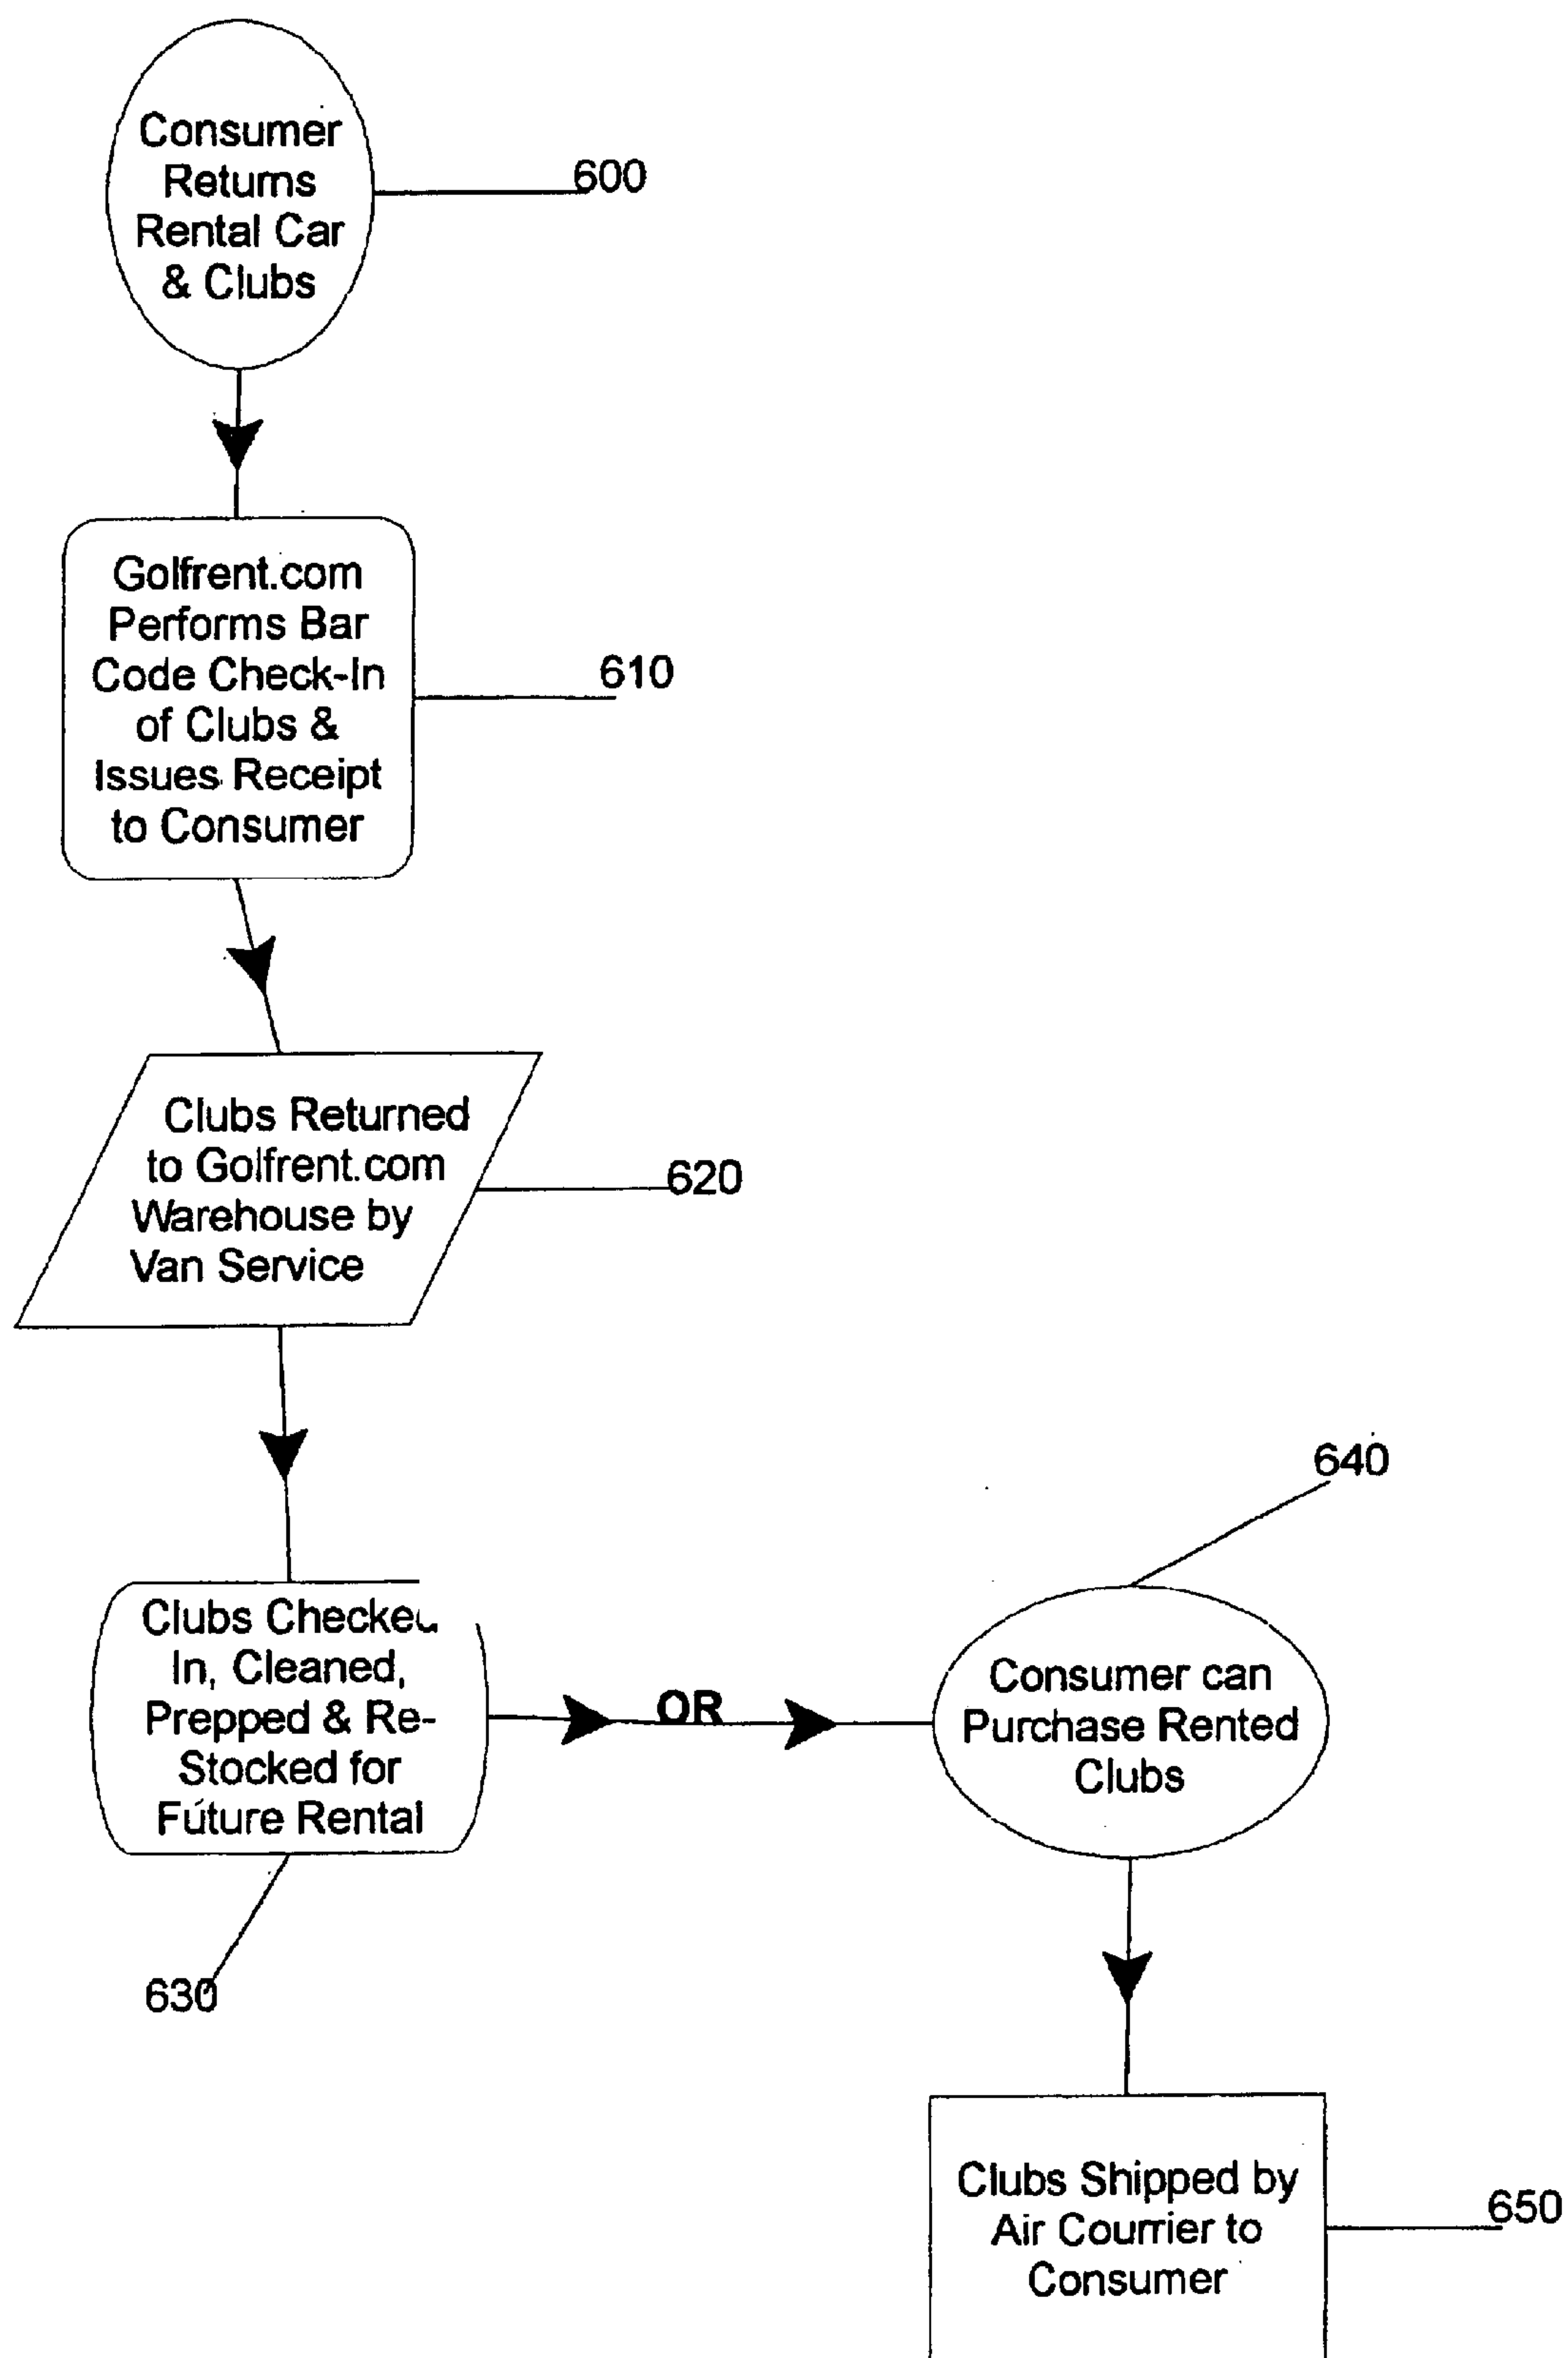 Consumer
Returns
Rental Car
& Clubs
600
Golfrent.com
Performs Bar
Code Check-In
of Clubs &
Issues Receipt
to Consumer
610
Clubs Returned
to Golfrent.com
Warehouse by
Van Service
620
Clubs Checked
In, Cleaned,
Prepped & Re-
Stocked for
Future Rental
630
OR
640
Consumer can
Purchase Rented
Clubs
Clubs Shipped by
Air Courrier to
Consumer
650